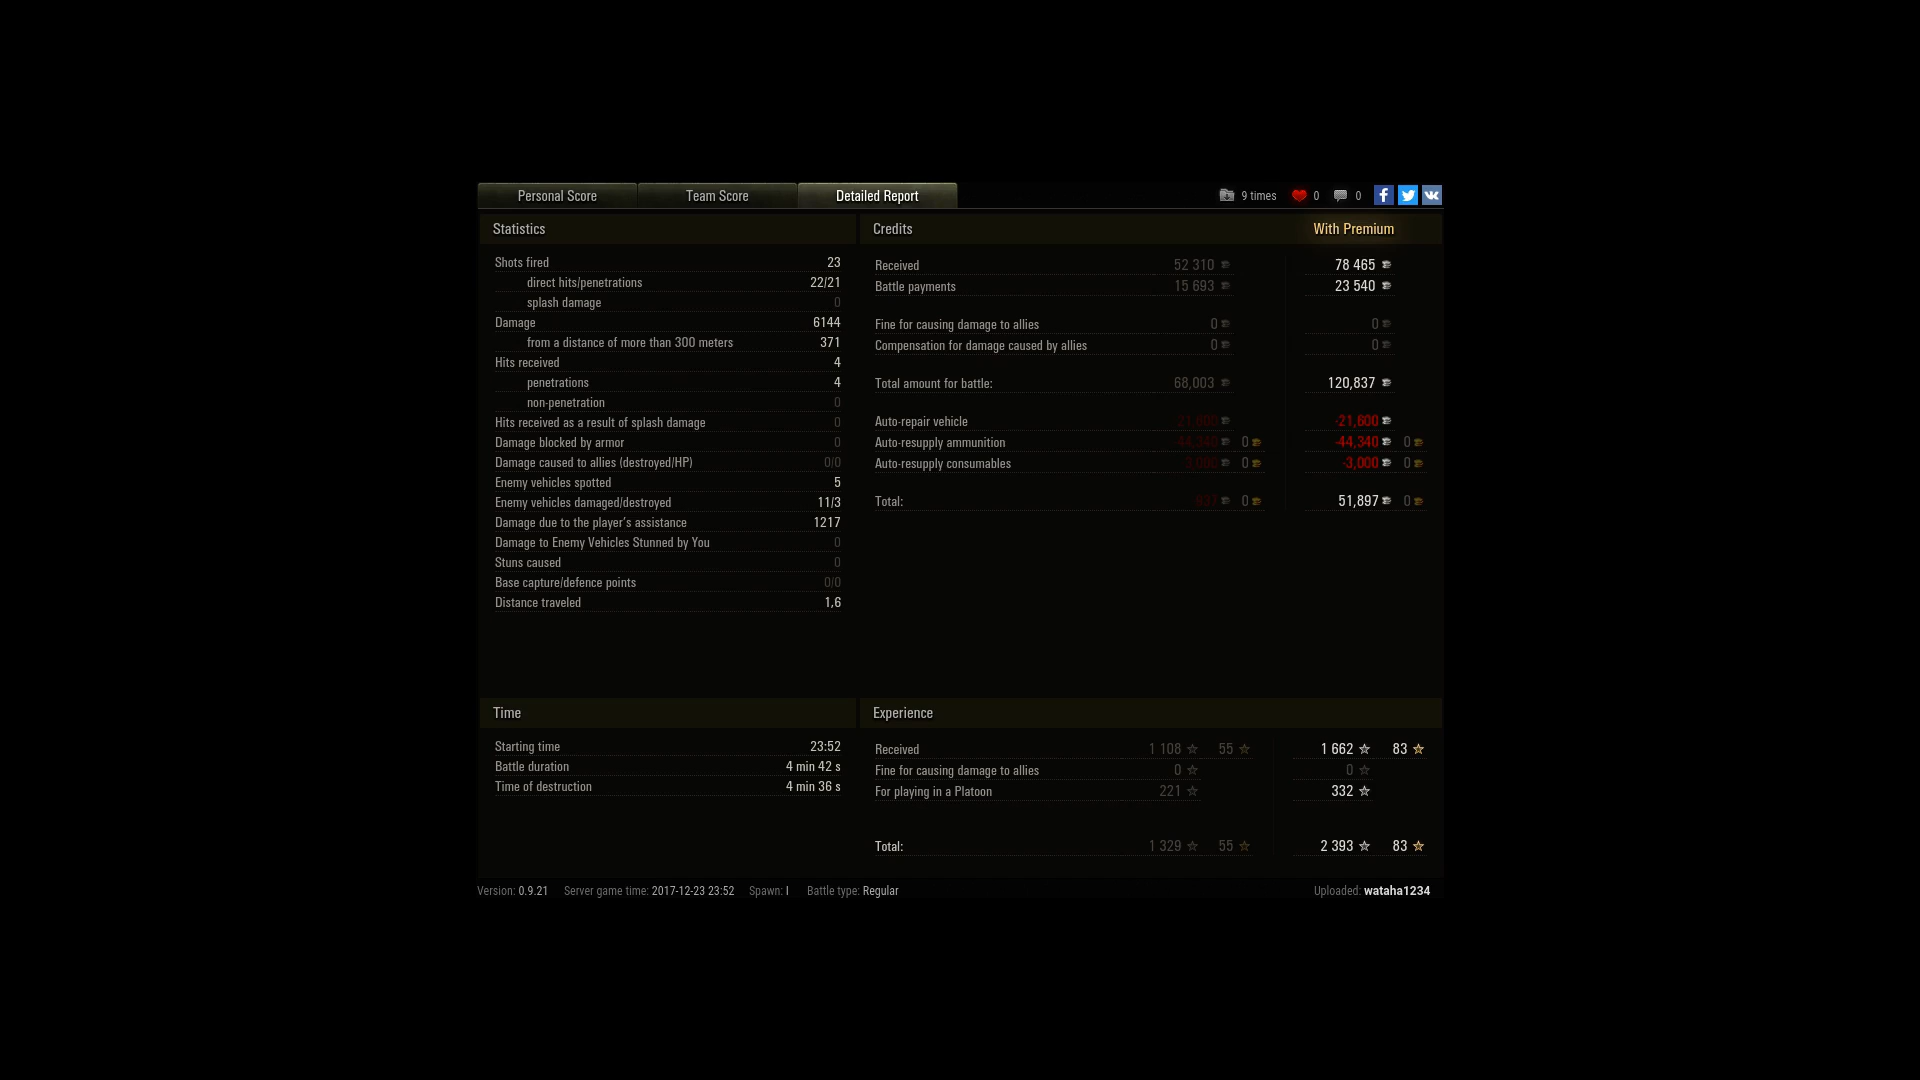 Personal Score Team Score Detailed Report 9 times 0 0
Statistics
Shots fired 23
direct hits/penetrations 22/21
splash damage 0
Damage 6144
from a distance of more than 300 meters 371
Hits received 4
penetrations 4
non-penetration 0
Hits received as a result of splash damage 0
Damage blocked by armor 0
Damage caused to allies (destroyed/HP) 0/0
Enemy vehicles spotted 5
Enemy vehicles damaged/destroyed 11/3
Damage due to the player's assistance 1217
Damage to Enemy Vehicles Stunned by You 0
Stuns caused 0
Base capture/defence points 0/0
Distance traveled 1,6
Credits With Premium
Received 52 310 78 465
Battle payments 15 693 23 540
Fine for causing damage to allies 0 0
Compensation for damage caused by allies 0 0
Total amount for battle: 68,003 120,837
Auto-repair vehicle -21,600 -21,600
Auto-resupply ammunition -44,340 0 -44,340 0
Auto-resupply consumables -3,000 0 -3,000 0
Total: -937 0 51,897 0
Time
Starting time 23:52
Battle duration 4 min 42 s
Time of destruction 4 min 36 s
Experience
Received 1 108 55 1 662 83
Fine for causing damage to allies 0 0
For playing in a Platoon 221 332
Total: 1 329 55 2 393 83
Version: 0.9.21 Server game time: 2017-12-23 23:52 Spawn: I Battle type: Regular Uploaded: wataha1234